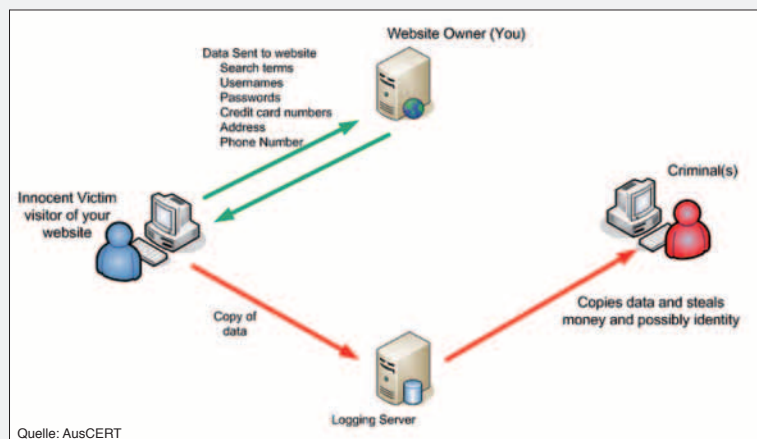 Website Owner (You)
Data Sent to website
Search terms
Usernames
Passwords
Credit card numbers
Address
Phone Number
Criminal(s)
Innocent Victim
visitor of your
website
Copies data and steals
money and possibly identity
Copy of
data
Logging Server
Quelle: AusCERT